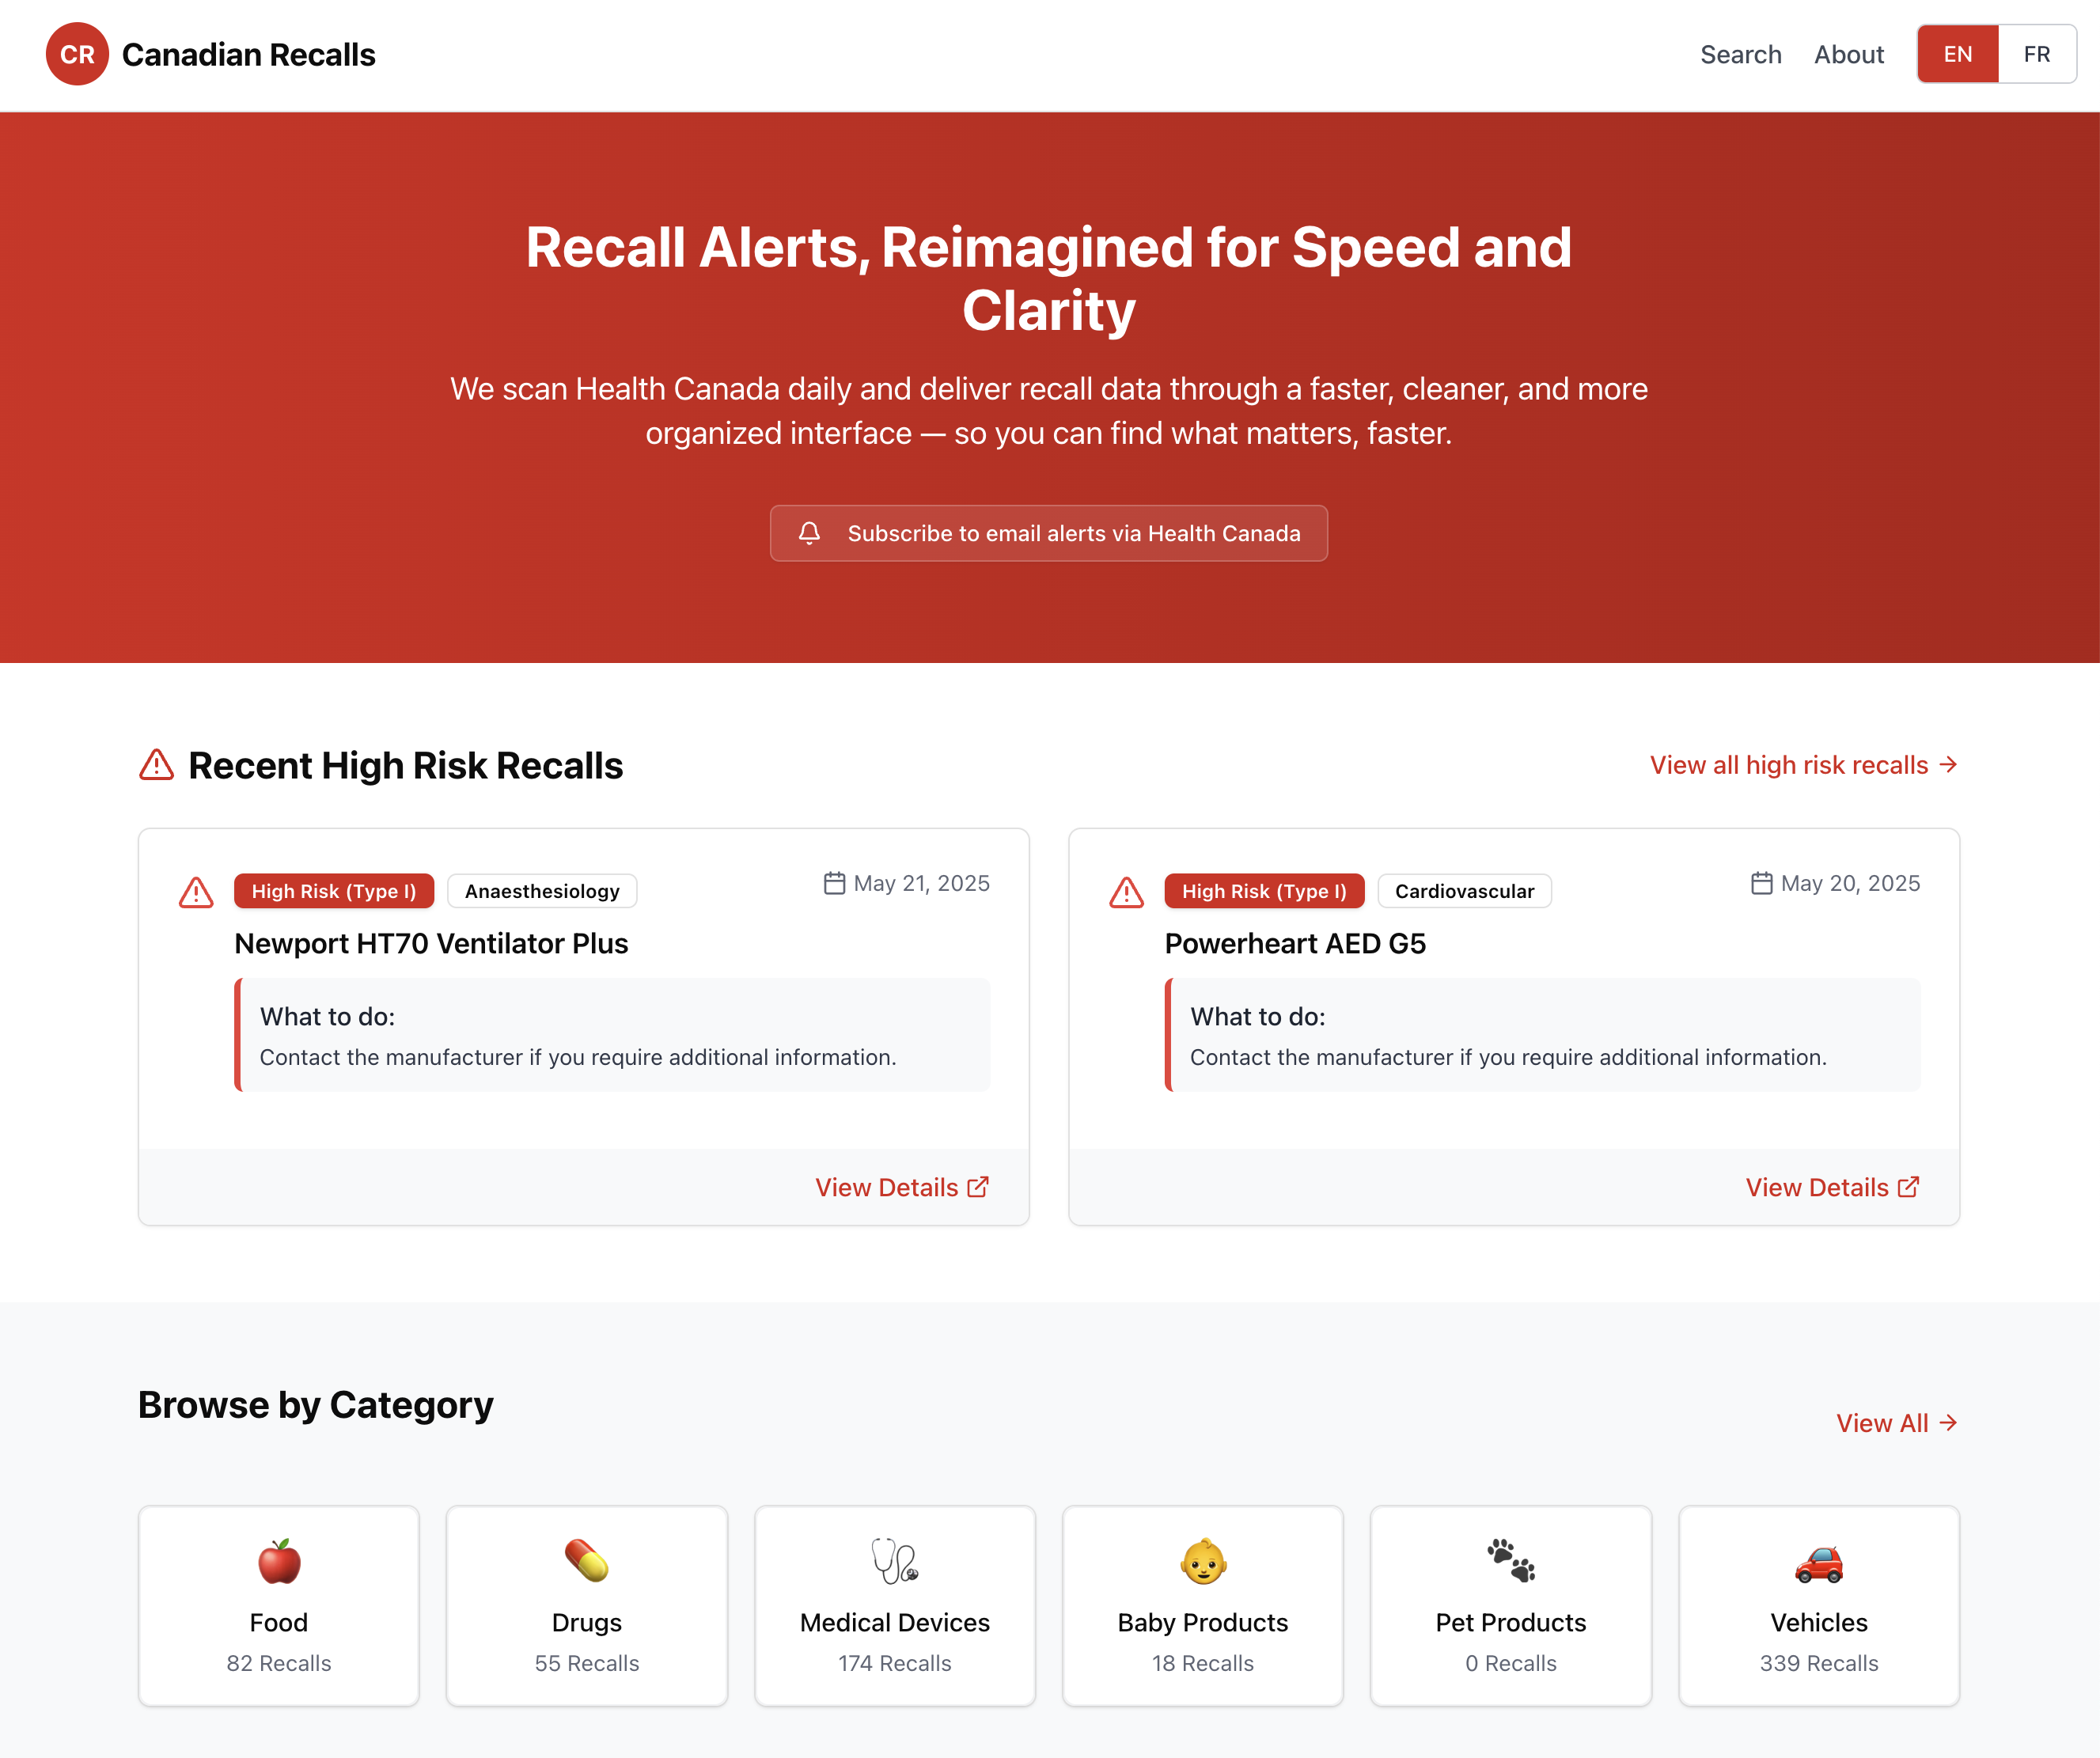 CR Canadian Recalls
Search About EN FR
Recall Alerts, Reimagined for Speed and
Clarity
We scan Health Canada daily and deliver recall data through a faster, cleaner, and more
organized interface — so you can find what matters, faster.
Subscribe to email alerts via Health Canada
Recent High Risk Recalls
View all high risk recalls →
High Risk (Type I) Anaesthesiology May 21, 2025
Newport HT70 Ventilator Plus
What to do:
Contact the manufacturer if you require additional information.
View Details
High Risk (Type I) Cardiovascular May 20, 2025
Powerheart AED G5
What to do:
Contact the manufacturer if you require additional information.
View Details
Browse by Category
View All →
Food
82 Recalls
Drugs
55 Recalls
Medical Devices
174 Recalls
Baby Products
18 Recalls
Pet Products
0 Recalls
Vehicles
339 Recalls